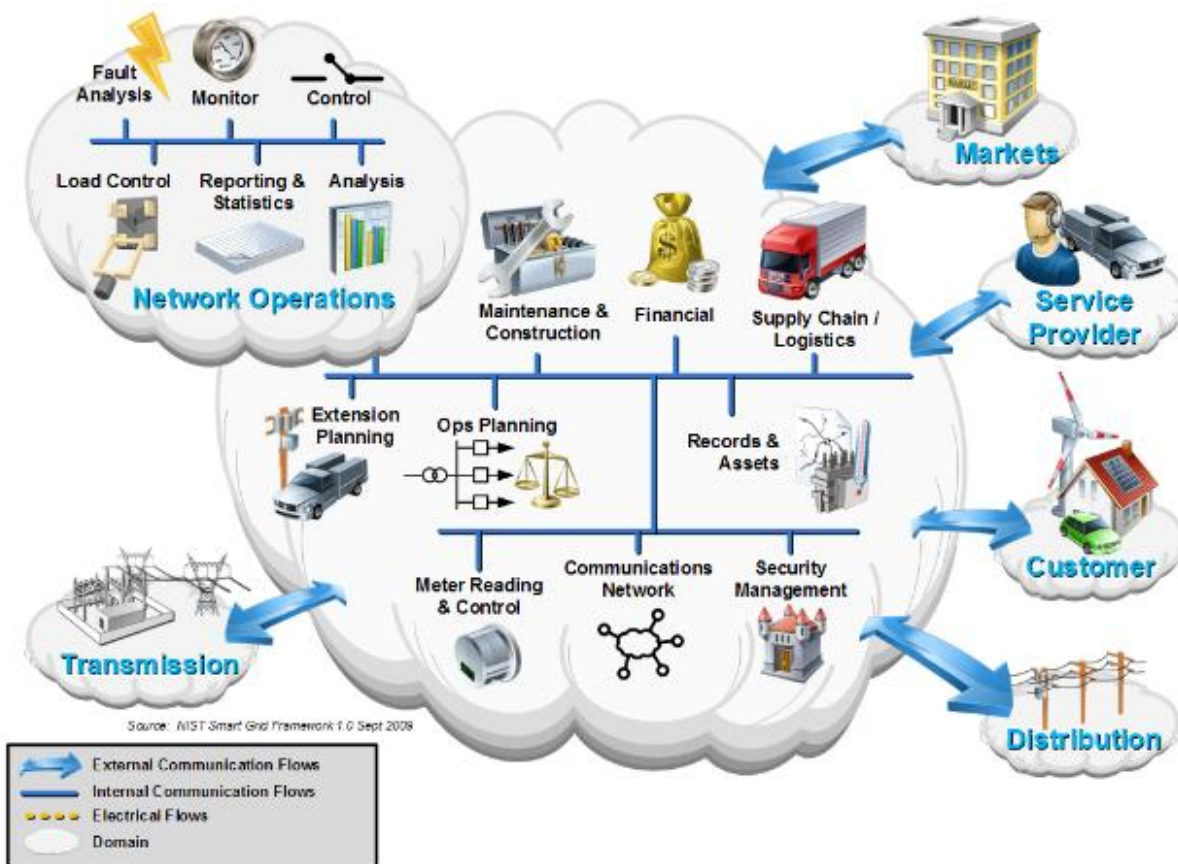 Fault
Analysis
Monitor
Control
Load Control
Reporting &
Statistics
Analysis
Network Operations
Markets
Maintenance &
Construction
Financial
$
Supply Chain /
Logistics
Service
Provider
Extension
Planning
Ops Planning
Records &
Assets
Customer
Meter Reading
& Control
Communications
Network
Security
Management
Transmission
Distribution
Source: NIST Smart Grid Framework 1.0 Sept 2009
External Communication Flows
Internal Communication Flows
Electrical Flows
Domain